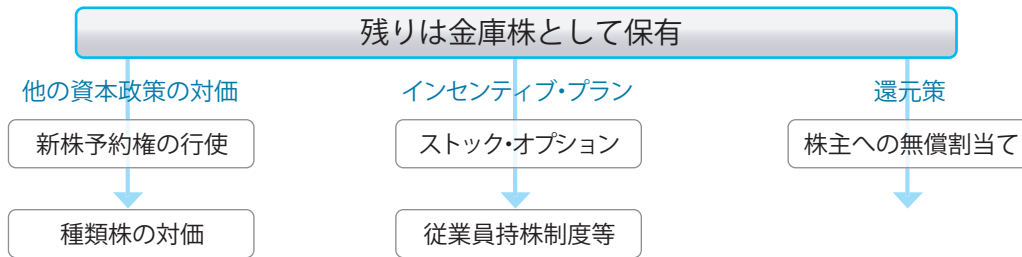 残りは金庫株として保有
他の資本政策の対価
インセンティブ・プラン
還元策
新株予約権の行使
ストック・オプション
株主への無償割当て
種類株の対価
従業員持株制度等